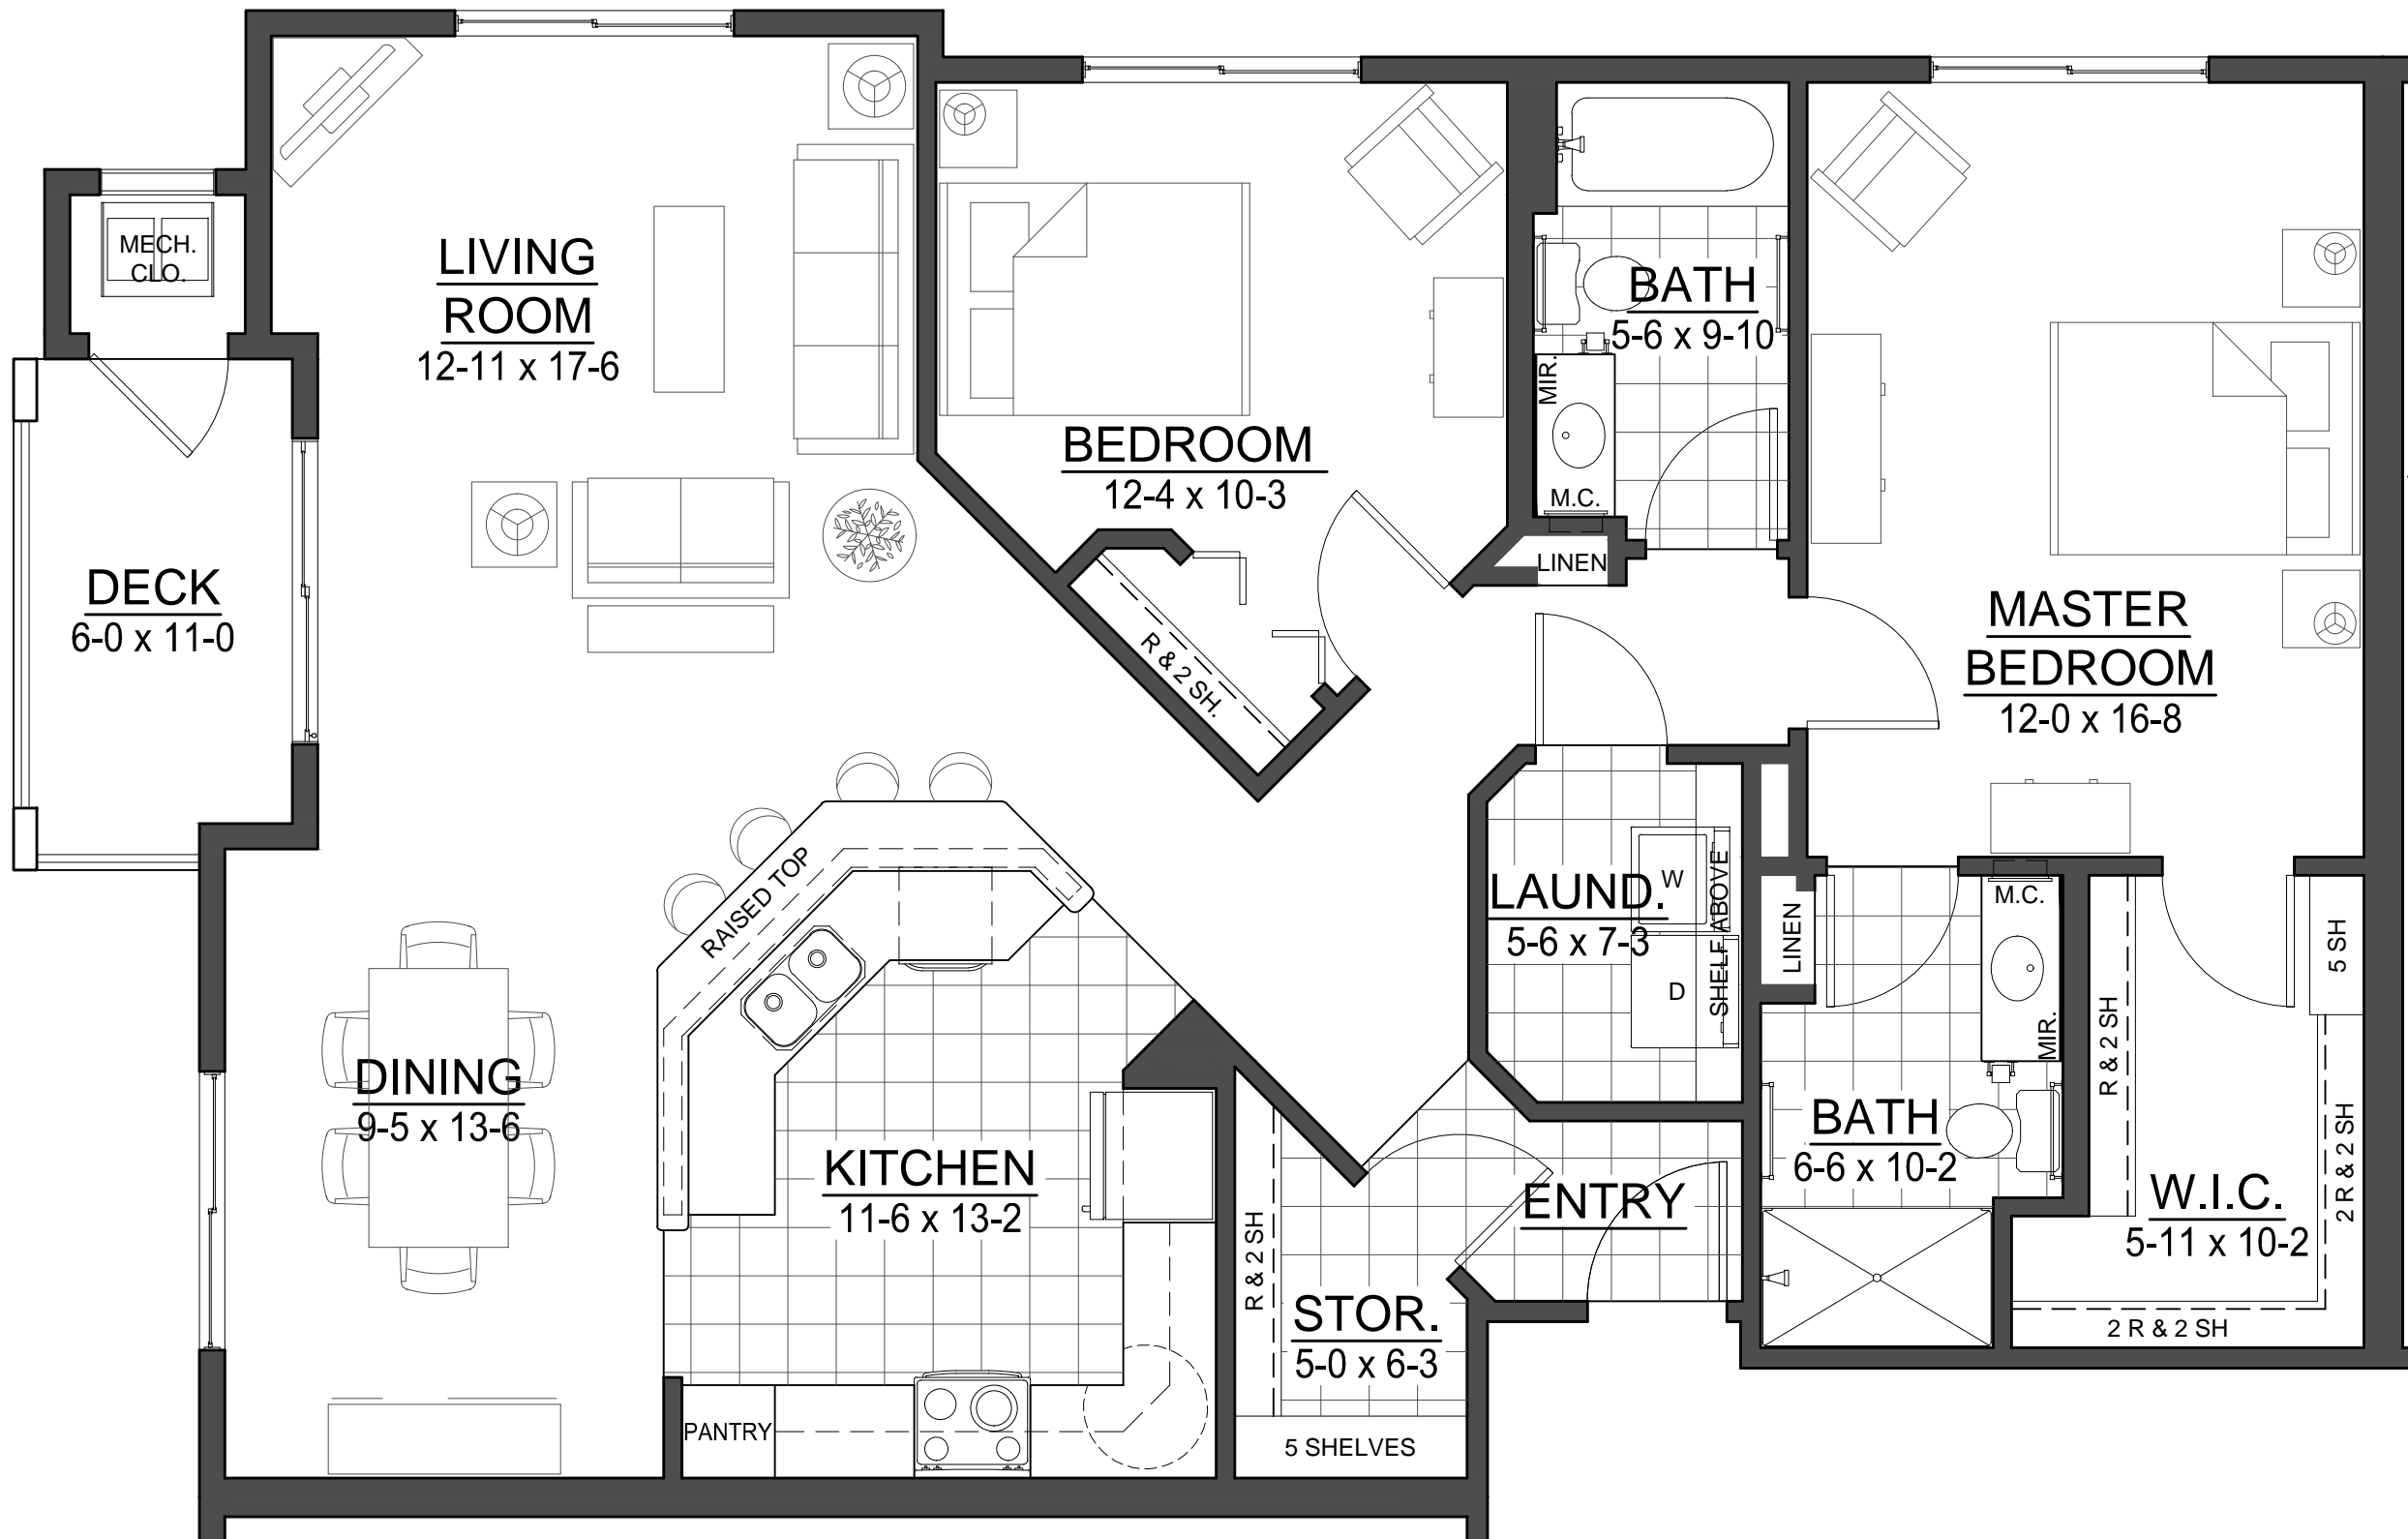 MECH.
CLO.
LIVING
ROOM
12-11 x 17-6
DECK
6-0 x 11-0
BEDROOM
12-4 x 10-3
R & 2 SH.
BATH
5-6 x 9-10
MIR.
M.C.
LINEN
MASTER
BEDROOM
12-0 x 16-8
RAISED TOP
DINING
9-5 x 13-6
KITCHEN
11-6 x 13-2
PANTRY
LAUND.
5-6 x 7-3
W
D
SHELF ABOVE
LINEN
M.C.
MIR.
BATH
6-6 x 10-2
R & 2 SH
5 SH
2 R & 2 SH
W.I.C.
5-11 x 10-2
2 R & 2 SH
ENTRY
R & 2 SH
STOR.
5-0 x 6-3
5 SHELVES